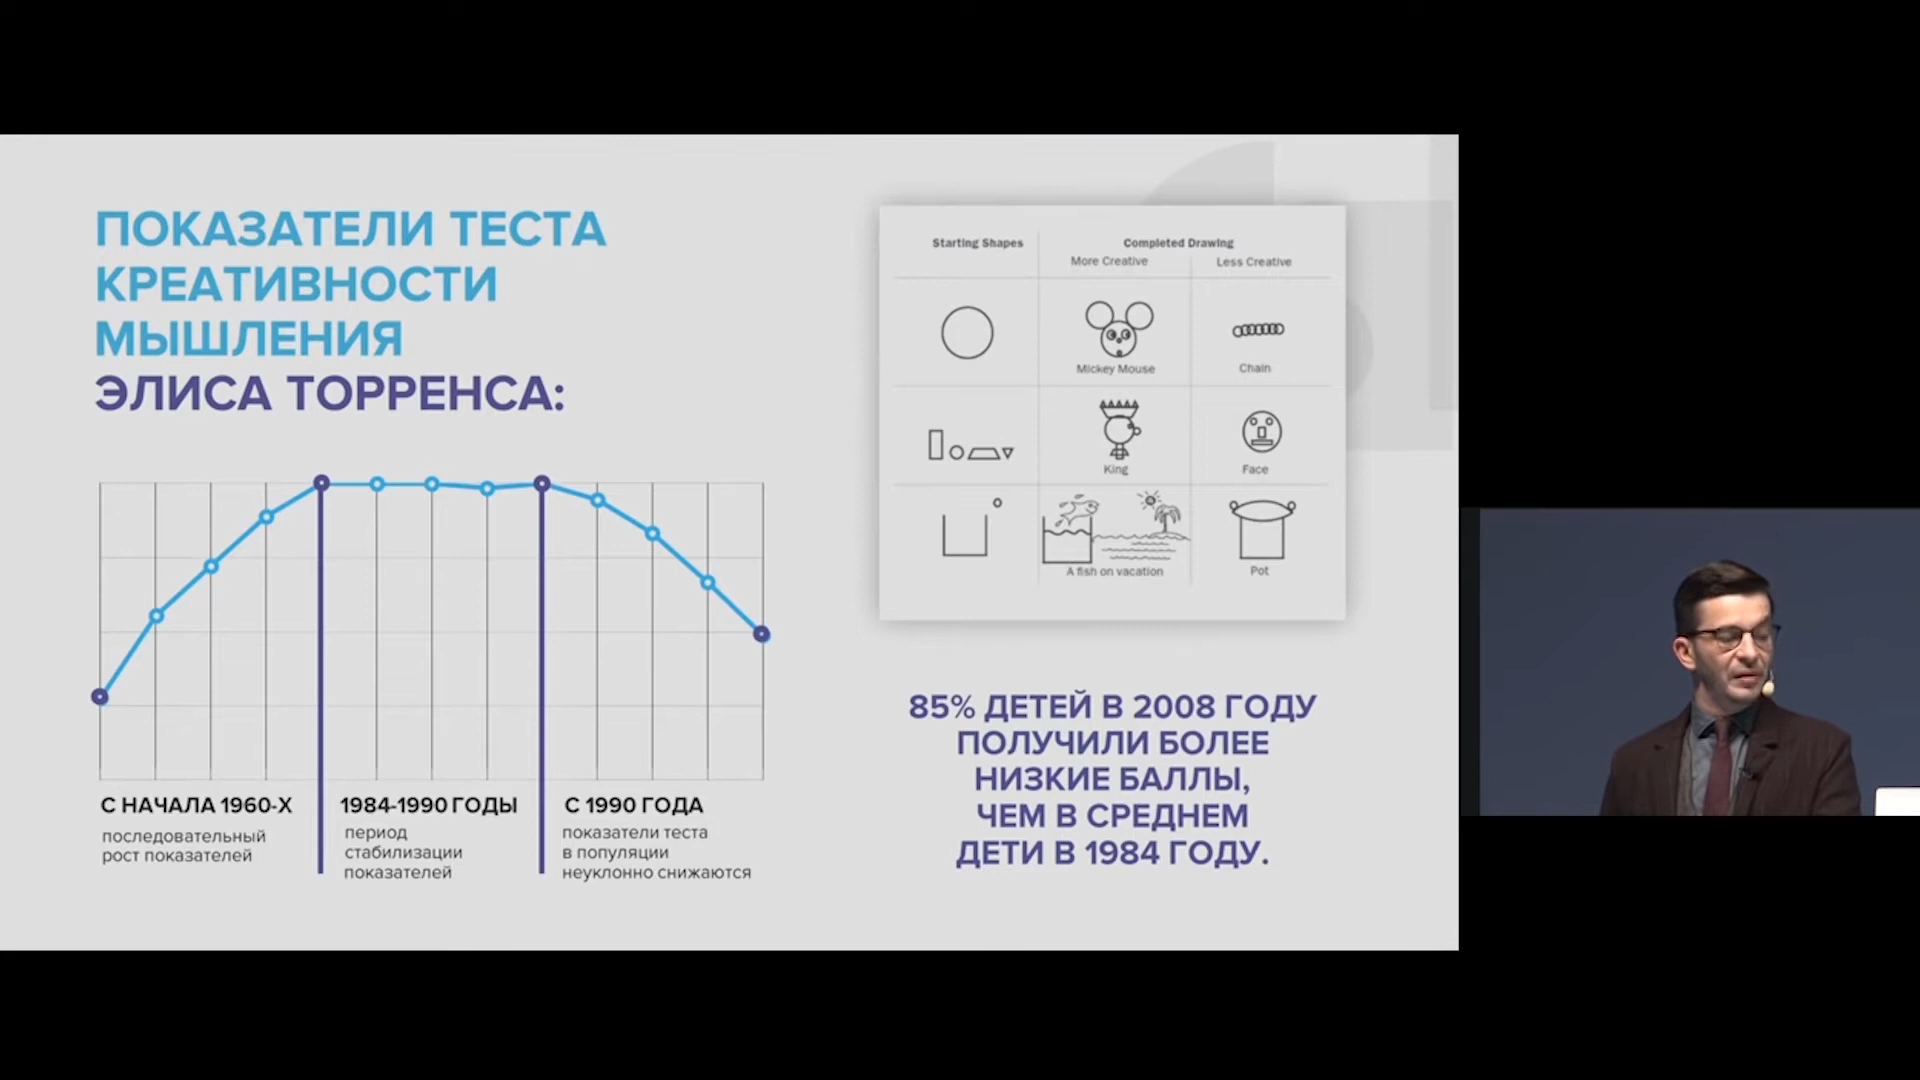 ПОКАЗАТЕЛИ ТЕСТА
КРЕАТИВНОСТИ
МЫШЛЕНИЯ
ЭЛИСА ТОРРЕНСА:
С НАЧАЛА 1960-Х
последовательный
рост показателей
1984-1990 ГОДЫ
период
стабилизации
показателей
С 1990 ГОДА
показатели теста
в популяции
неуклонно снижаются
Starting Shapes
Completed Drawing
More Creative
Less Creative
Mickey Mouse
Chain
King
Face
A fish on vacation
Pot
85% ДЕТЕЙ В 2008 ГОДУ
ПОЛУЧИЛИ БОЛЕЕ
НИЗКИЕ БАЛЛЫ,
ЧЕМ В СРЕДНЕМ
ДЕТИ В 1984 ГОДУ.